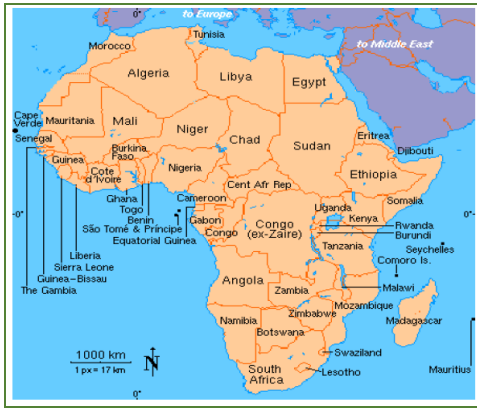 0°
to Europe
to Middle East
Tunisia
Morocco
Algeria
Libya
Egypt
Cape
Verde
Mauritania
Mali
Niger
Chad
Sudan
Eritrea
Djibouti
Senegal
Guinea
Burkina
Faso
Cote
d'Ivoire
Nigeria
Cent Afr Rep
Ethiopia
Somalia
Ghana
Togo
Benin
São Tomé & Príncipe
Equatorial Guinea
Cameroon
Gabon
Congo
Congo
(ex-Zaire)
Uganda
Kenya
Rwanda
Burundi
Tanzania
Seychelles
Comoro Is.
-0°
0°-
Liberia
Sierra Leone
Guinea-Bissau
The Gambia
Angola
Zambia
Malawi
Mozambique
Zimbabwe
Madagascar
Namibia
Botswana
Mauritius
Swaziland
South
Africa
Lesotho
1000 km
1 px = 17 km
N
0°